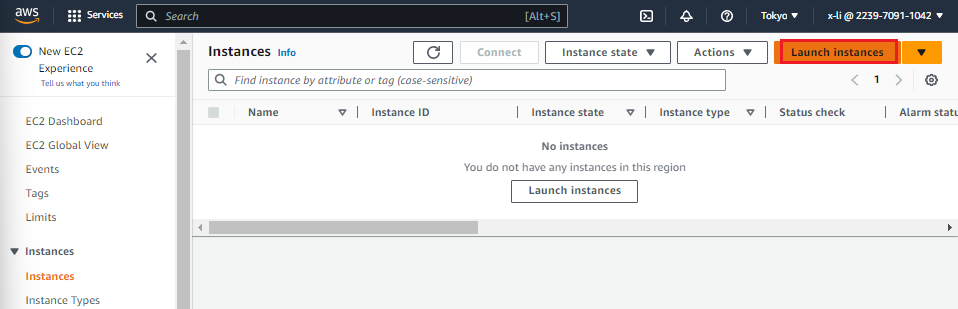 aws Services Search [Alt+S] Tokyo x-li @ 2239-7091-1042
New EC2
Experience
Tell us what you think
EC2 Dashboard
EC2 Global View
Events
Tags
Limits
Instances
Instances
Instance Types
Instances Info Connect Instance state Actions Launch instances
Find instance by attribute or tag (case-sensitive) 1
Name Instance ID Instance state Instance type Status check Alarm statu
No instances
You do not have any instances in this region
Launch instances